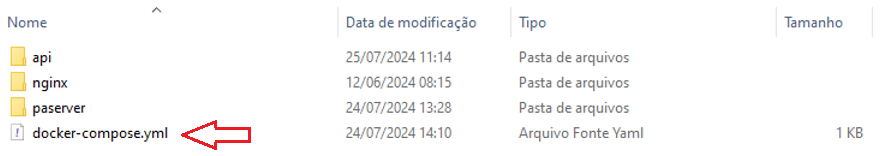 Nome Data de modificação Tipo Tamanho
api 25/07/2024 11:14 Pasta de arquivos
nginx 12/06/2024 08:15 Pasta de arquivos
paserver 24/07/2024 13:28 Pasta de arquivos
docker-compose.yml 24/07/2024 14:10 Arquivo Fonte Yaml 1 KB